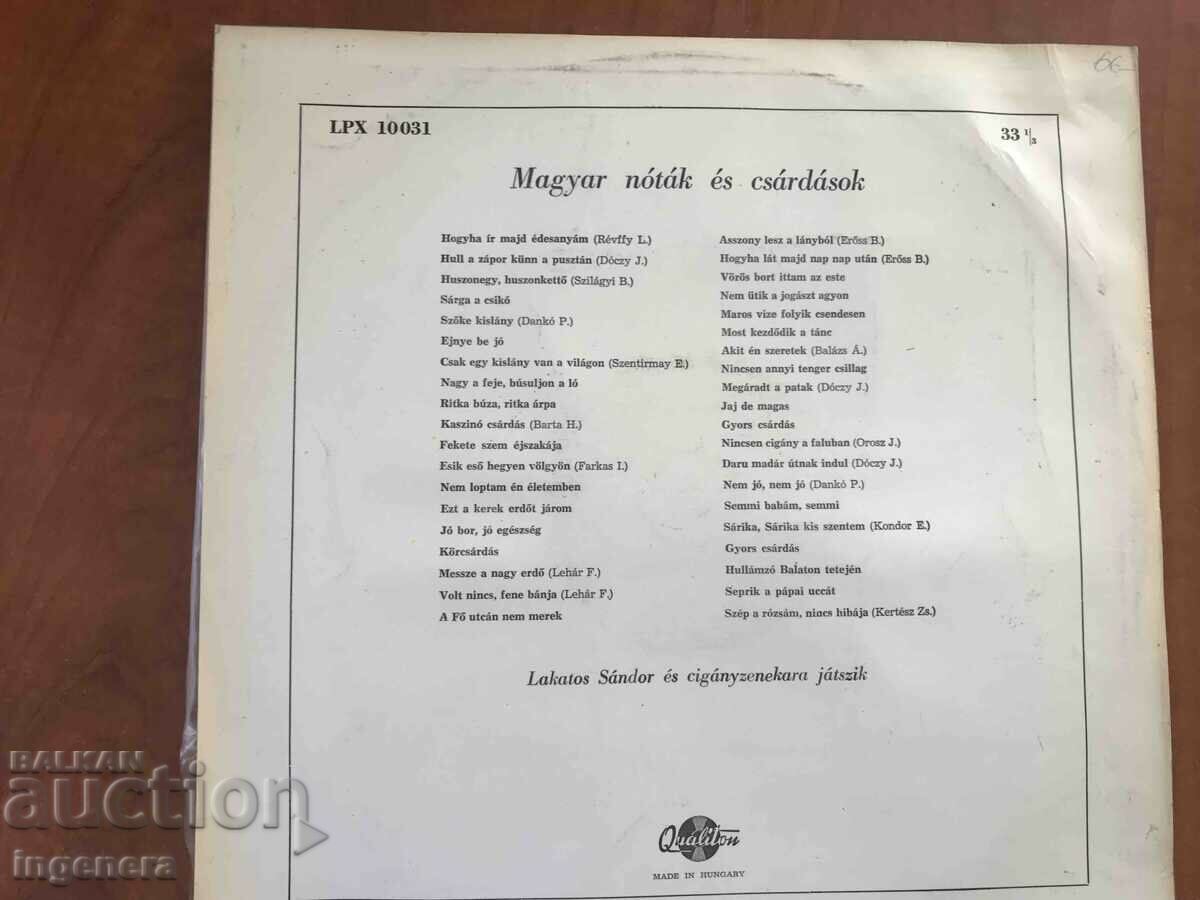 LPX 10031
33 1/3
6€
Magyar nóták és csárdások
Hogyha ír majd édesanyám (Révffy L.)
Hull a zápor künn a pusztán (Dóczy J.)
Huszonegy, huszonkettő (Szilágyi B.)
Sárga a csikó
Szőke kislány (Dankó P.)
Ejnye be jó
Csak egy kislány van a világon (Szentirmay E.)
Nagy a feje, búsuljon a ló
Ritka búza, ritka árpa
Kaszinó csárdás (Barta H.)
Fekete szem éjszakája
Esik eső hegyen völgyön (Farkas I.)
Nem loptam én életemben
Ezt a kerek erdőt járom
Jó bor, jó egészség
Körcsárdás
Messze a nagy erdő (Lehár F.)
Volt nincs, fene bánja (Lehár F.)
A Fő utcán nem merek
Asszony lesz a lányból (Erőss B.)
Hogyha lát majd nap nap után (Erőss B.)
Vörös bort ittam az este
Nem ütik a jogászt agyon
Maros vize folyik csendesen
Most kezdődik a tánc
Akit én szeretek (Balázs Á.)
Nincsen annyi tenger csillag
Megáradt a patak (Dóczy J.)
Jaj de magas
Gyors csárdás
Nincsen cigány a faluban (Orosz J.)
Daru madár útnak indul (Dóczy J.)
Nem jó, nem jó (Dankó P.)
Semmi babám, semmi
Sárika, Sárika kis szentem (Kondor E.)
Gyors csárdás
Hullámzó Balaton tetején
Seprik a pápai uccát
Szép a rózsám, nincs hibája (Kertész Zs.)
Lakatos Sándor és cigányzenekara játszik
Qualiton
MADE IN HUNGARY
BALKAN
auction
ingenera